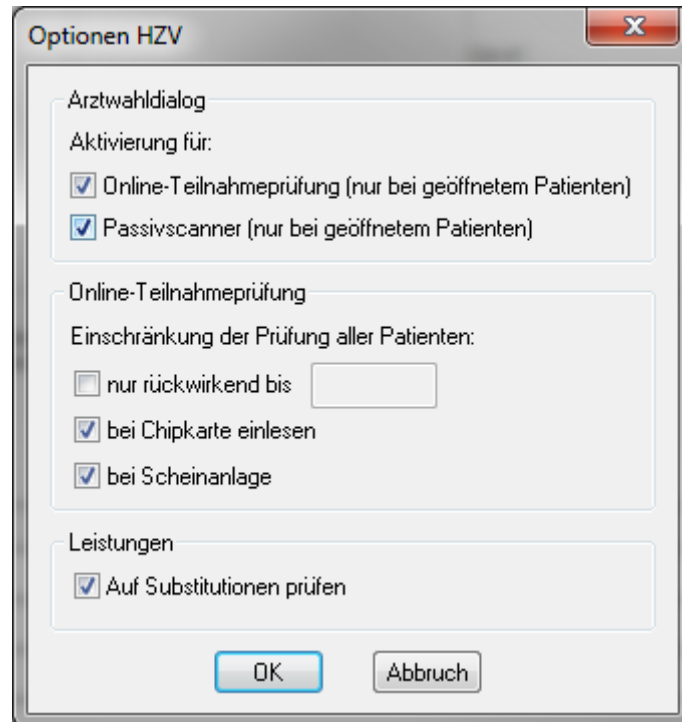 Optionen HZV
Arztwahldialog
Aktivierung für:
Online-Teilnahmeprüfung (nur bei geöffnetem Patienten)
Passivscanner (nur bei geöffnetem Patienten)
Online-Teilnahmeprüfung
Einschränkung der Prüfung aller Patienten:
nur rückwirkend bis
bei Chipkarte einlesen
bei Scheinanlage
Leistungen
Auf Substitutionen prüfen
OK Abbruch